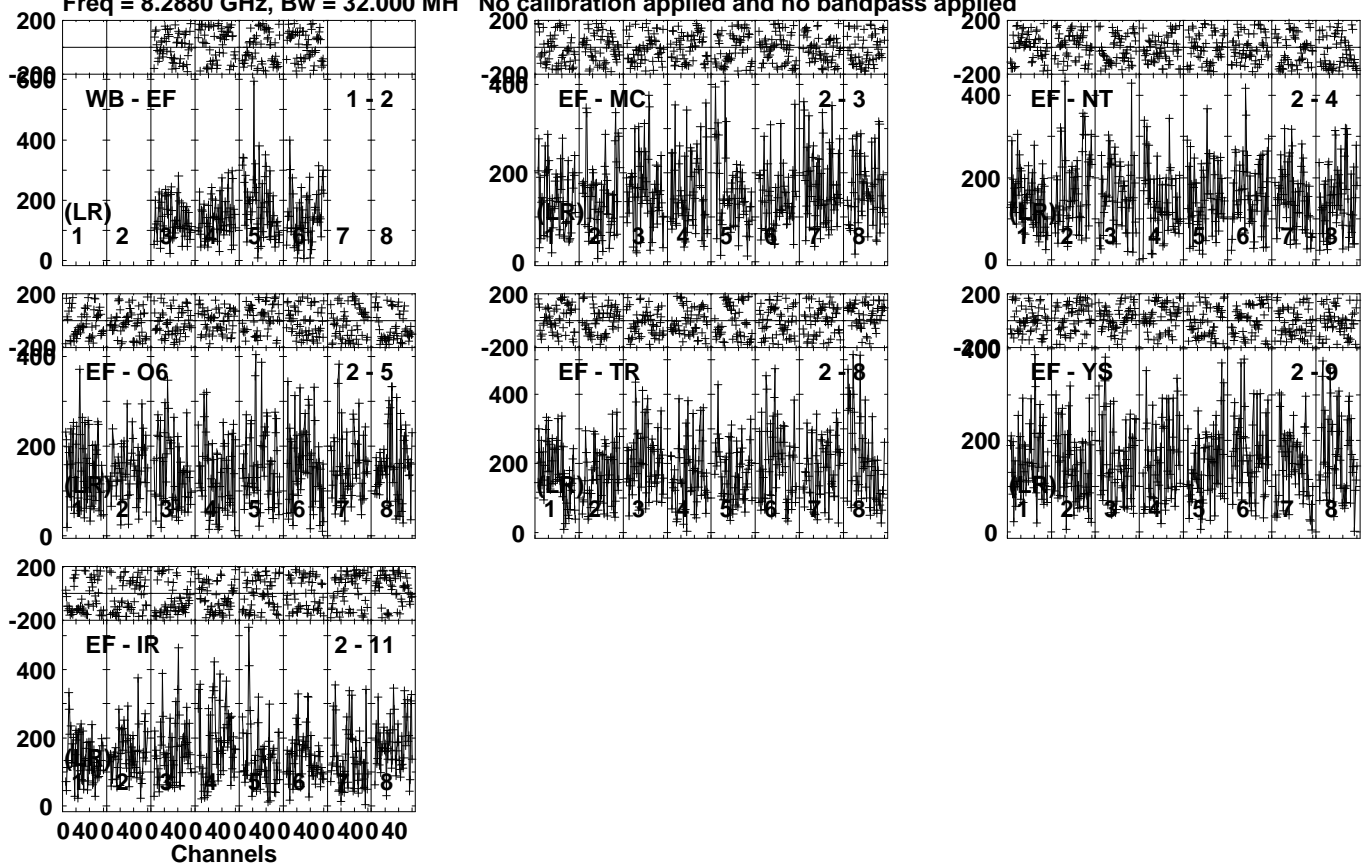 Freq = 8.2880 GHz, Bw = 32.000 MH No calibration applied and no bandpass applied
200
-200
600
400
200
0
WB - EF 1 - 2
(LR)
1 2 3 4 5 6 7 8
200
-200
400
200
0
EF - MC 2 - 3
(LR)
1 2 3 4 5 6 7 8
200
-200
400
200
0
EF - NT 2 - 4
(LR)
1 2 3 4 5 6 7 8
200
-200
400
200
0
EF - O6 2 - 5
(LR)
1 2 3 4 5 6 7 8
200
-200
400
200
0
EF - TR 2 - 8
(LR)
1 2 3 4 5 6 7 8
200
-200
400
200
0
EF - YS 2 - 9
(LR)
1 2 3 4 5 6 7 8
200
-200
400
200
0
EF - IR 2 - 11
(LR)
1 2 3 4 5 6 7 8
0 40 0 40 0 40 0 40 0 40 0 40 0 40 0 40
Channels